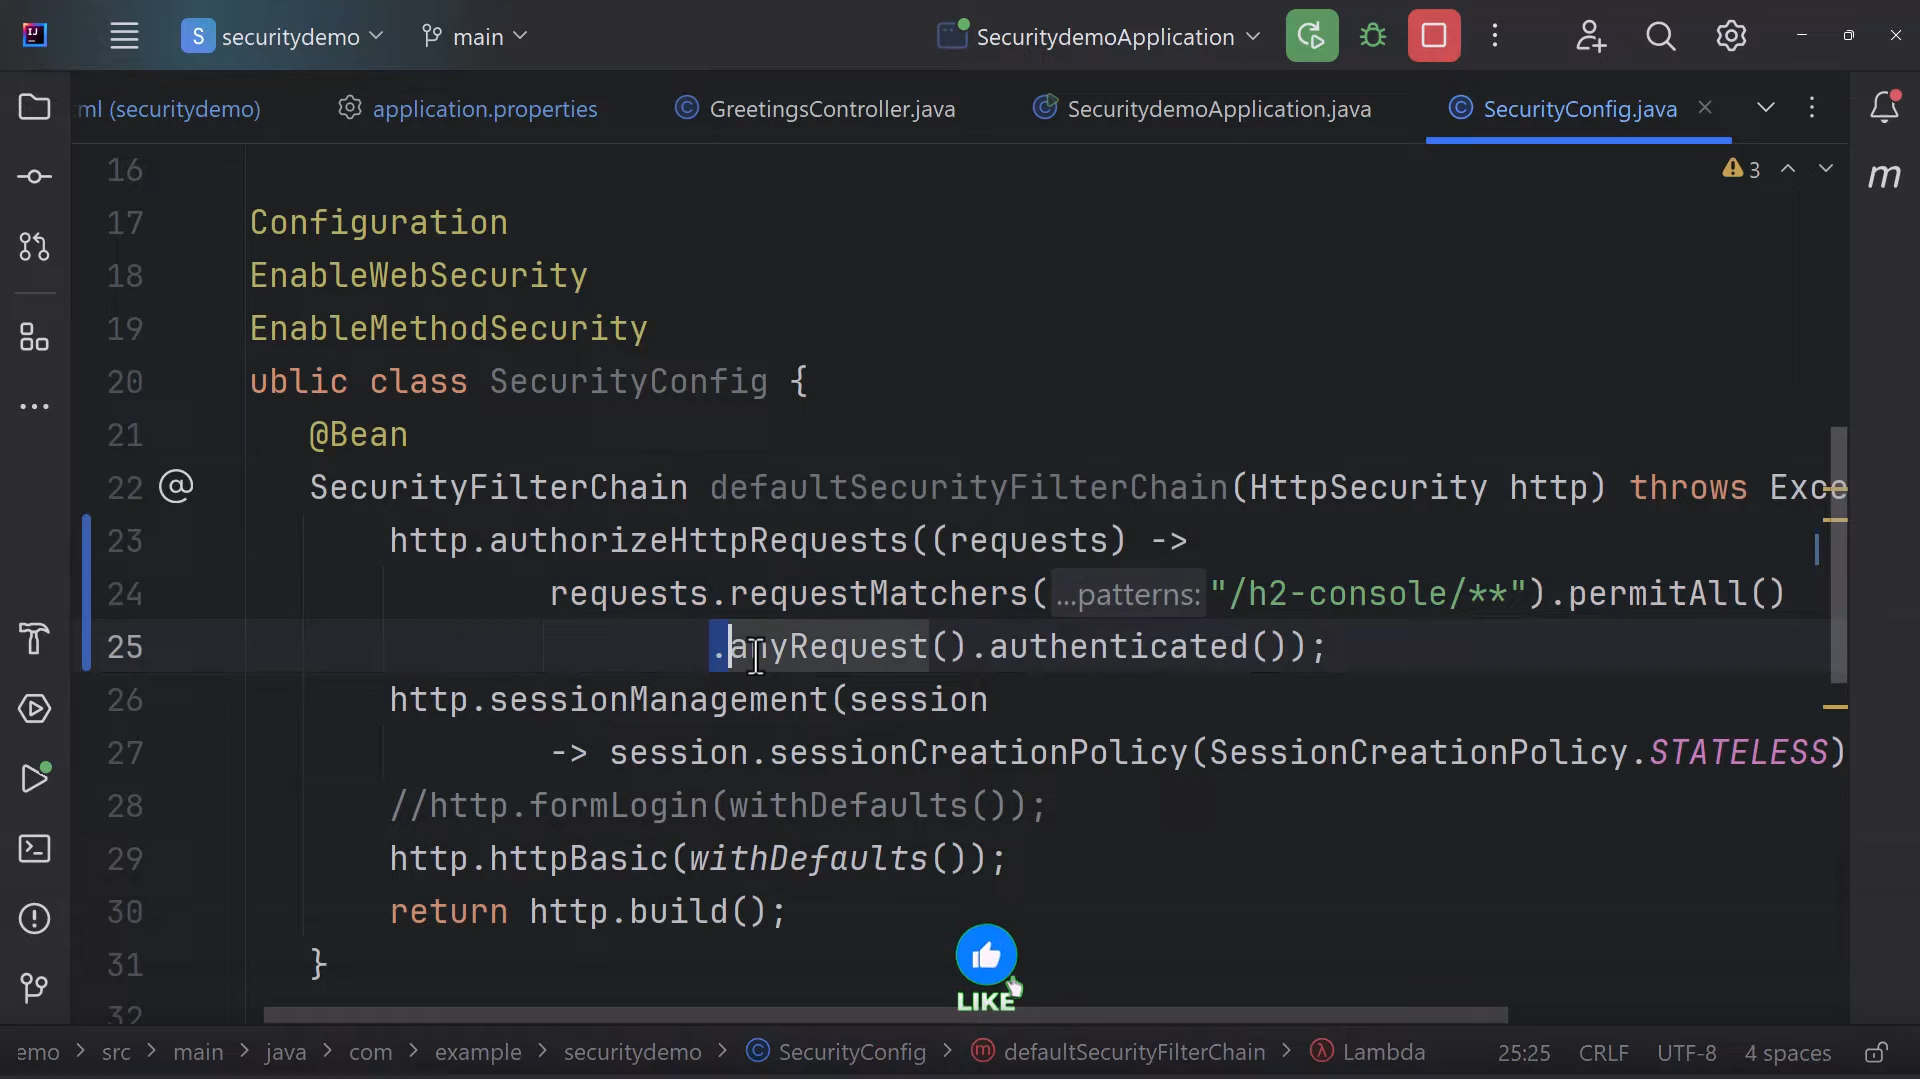 IJ
S securitydemo main SecuritydemoApplication
ml (securitydemo) application.properties GreetingsController.java SecuritydemoApplication.java SecurityConfig.java
16 3 m
17 Configuration
18 EnableWebSecurity
19 EnableMethodSecurity
20 ublic class SecurityConfig {
21 @Bean
22 SecurityFilterChain defaultSecurityFilterChain(HttpSecurity http) throws Exce
23 http.authorizeHttpRequests((requests) ->
24 requests.requestMatchers( ...patterns: "/h2-console/**").permitAll()
25 .anyRequest().authenticated());
26 http.sessionManagement(session
27 -> session.sessionCreationPolicy(SessionCreationPolicy.STATELESS)
28 //http.formLogin(withDefaults());
29 http.httpBasic(withDefaults());
30 return http.build();
31 }
32
LIKE
emo > src > main > java > com > example > securitydemo > SecurityConfig > defaultSecurityFilterChain > Lambda 25:25 CRLF UTF-8 4 spaces